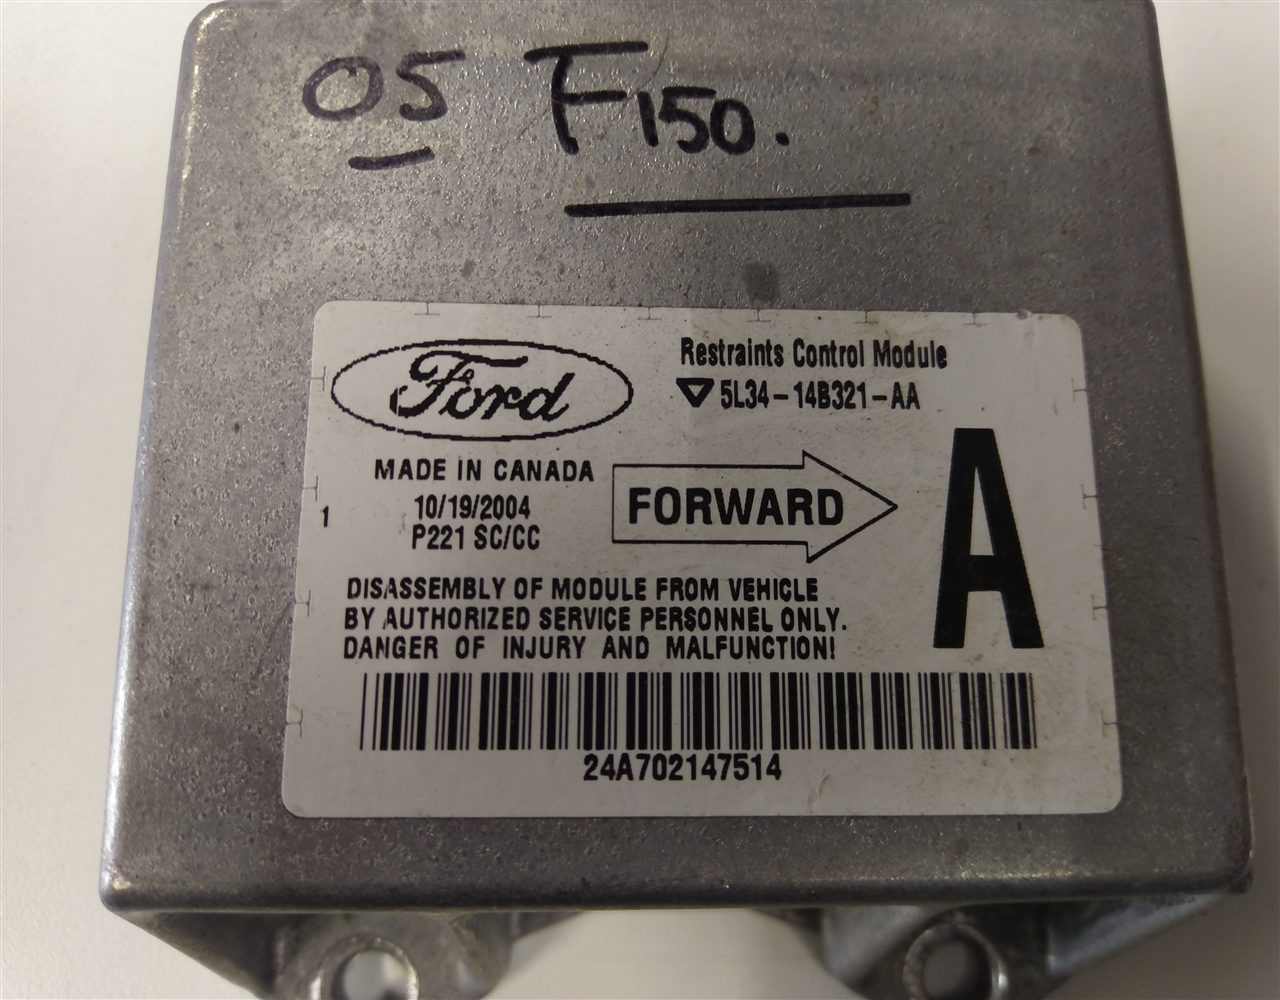 05 F150.
Ford
Restraints Control Module
5L34-14B321-AA
MADE IN CANADA
10/19/2004
P221 SC/CC
1
FORWARD
A
DISASSEMBLY OF MODULE FROM VEHICLE
BY AUTHORIZED SERVICE PERSONNEL ONLY.
DANGER OF INJURY AND MALFUNCTION!
24A702147514